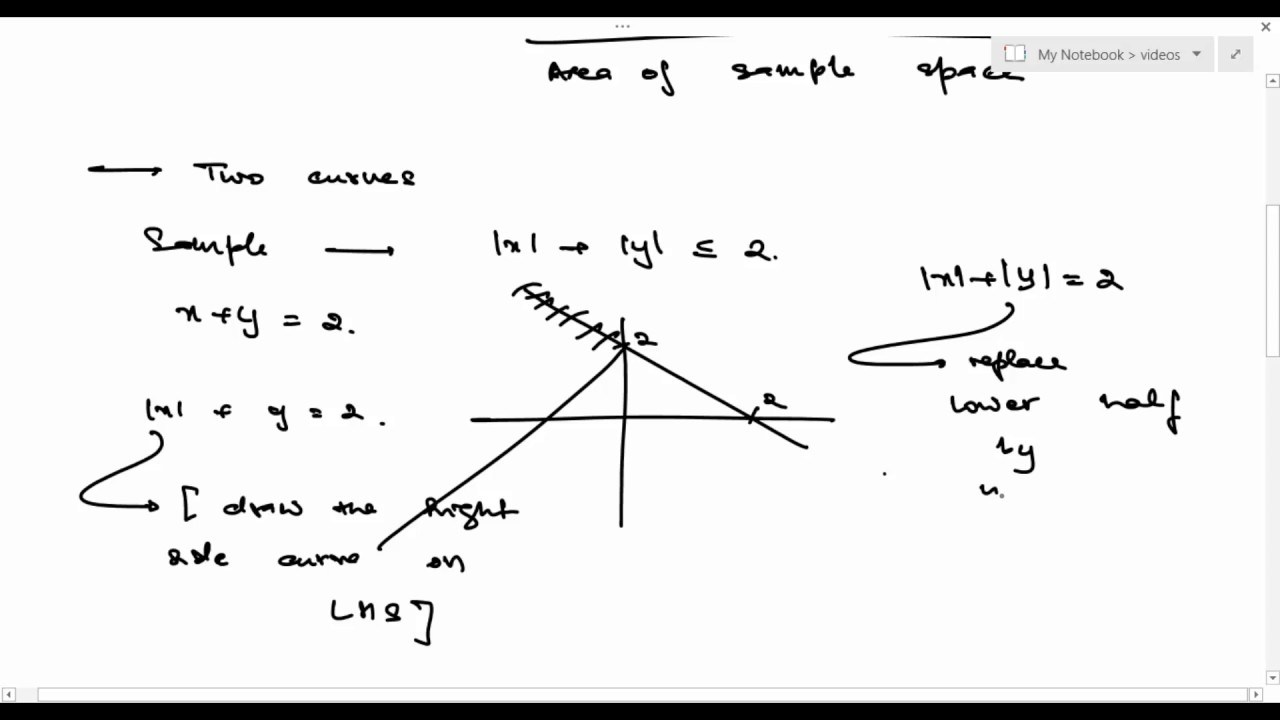 My Notebook > videos
Area of sample space
Two curves
Sample → |x| + |y| ≤ 2.
x + y = 2.
2
2
|x| + y = 2.
[ draw the Right
side curve on
LHS ]
|x| + |y| = 2
replace
lower half
by